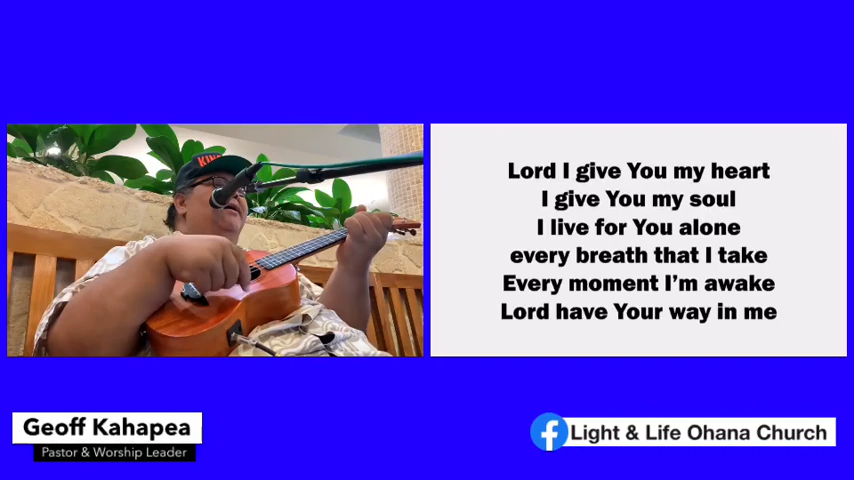 KING
Lord I give You my heart
I give You my soul
I live for You alone
every breath that I take
Every moment I'm awake
Lord have Your way in me
Geoff Kahapea
Pastor & Worship Leader
Light & Life Ohana Church